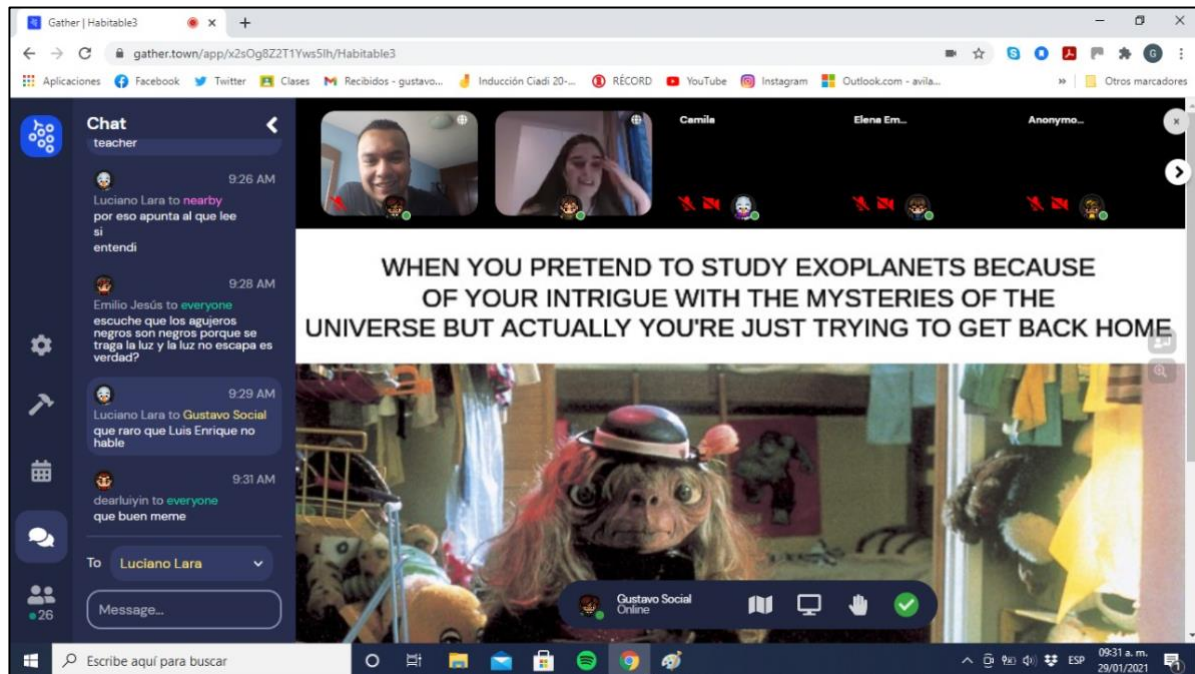 Gather | Habitable3
gather.town/app/x2sOg8Z2T1Yws5lh/Habitable3
Aplicaciones Facebook Twitter Clases Recibidos - gustavo... Inducción Ciadi 20-... RÉCORD YouTube Instagram Outlook.com - avila... » Otros marcadores
Chat
teacher
9:26 AM
Luciano Lara to nearby
por eso apunta al que lee
si
entendi
9:28 AM
Emilio Jesús to everyone
escuche que los agujeros
negros son negros porque se
traga la luz y la luz no escapa es
verdad?
9:29 AM
Luciano Lara to Gustavo Social
que raro que Luis Enrique no
hable
9:31 AM
dearluiyin to everyone
que buen meme
To Luciano Lara
Message...
26
Camila Elena Em... Anonymo...
WHEN YOU PRETEND TO STUDY EXOPLANETS BECAUSE
OF YOUR INTRIGUE WITH THE MYSTERIES OF THE
UNIVERSE BUT ACTUALLY YOU'RE JUST TRYING TO GET BACK HOME
Gustavo Social
Online
Escribe aquí para buscar
ESP
09:31 a. m.
29/01/2021